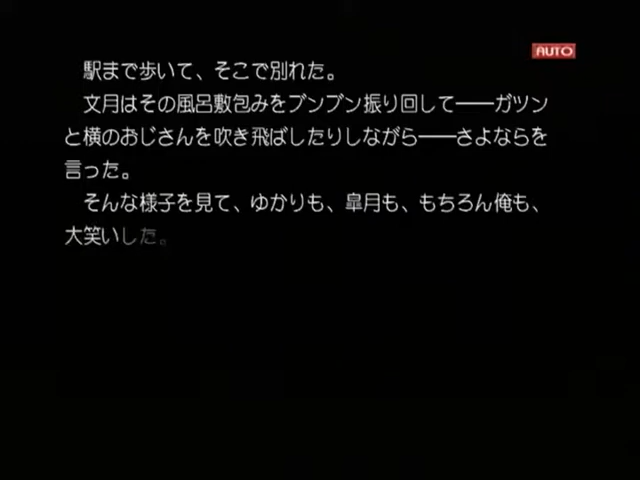 AUTO
駅まで歩いて、そこで別れた。
文月はその風呂敷包みをブンブン振り回して――ガツン
と横のおじさんを吹き飛ばしたりしながら――さよならを
言った。
そんな様子を見て、ゆかりも、皐月も、もちろん俺も、
大笑いした。